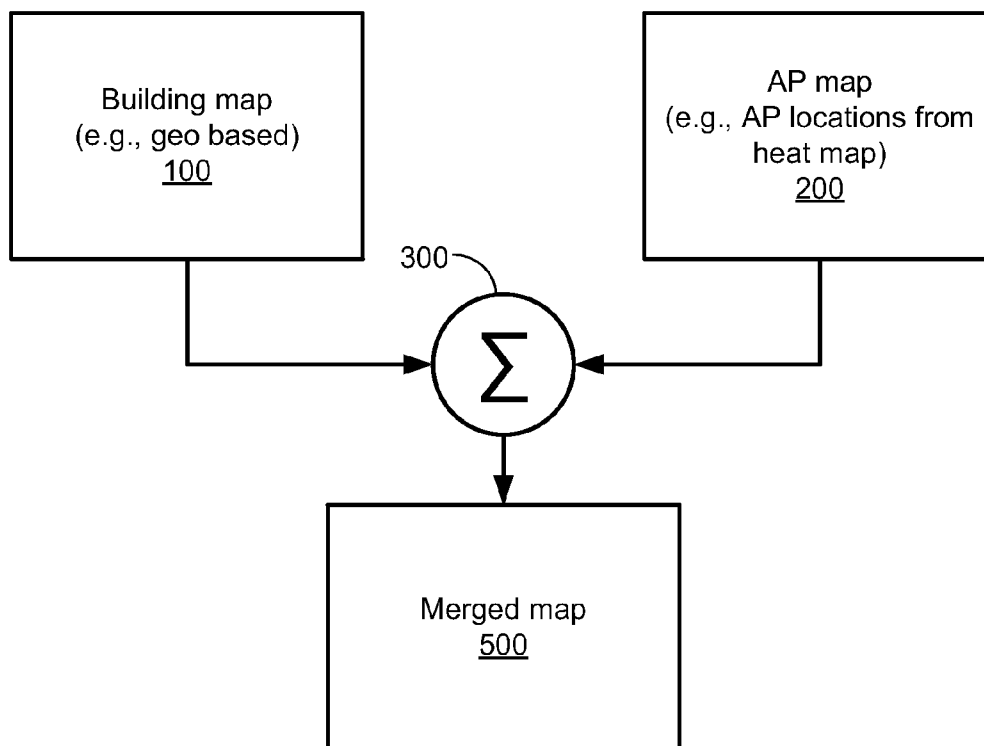 Building map
(e.g., geo based)
100
AP map
(e.g., AP locations from
heat map)
200
300
Σ
Merged map
500